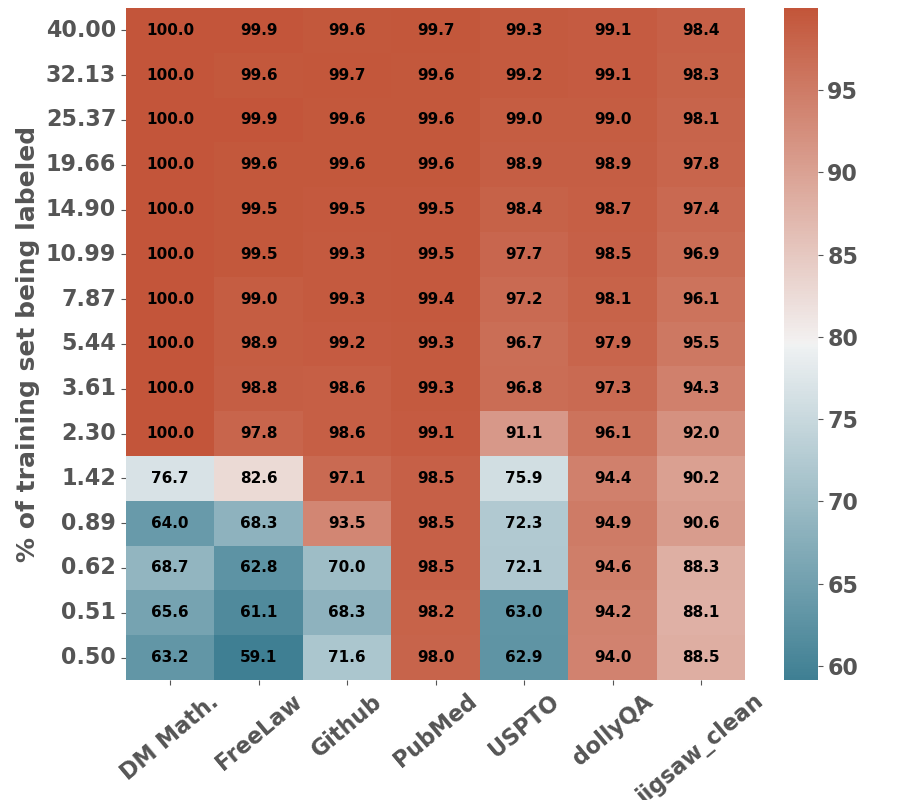 % of training set being labeled
40.00 100.0 99.9 99.6 99.7 99.3 99.1 98.4
32.13 100.0 99.6 99.7 99.6 99.2 99.1 98.3
25.37 100.0 99.9 99.6 99.6 99.0 99.0 98.1
19.66 100.0 99.6 99.6 99.6 98.9 98.9 97.8
14.90 100.0 99.5 99.5 99.5 98.4 98.7 97.4
10.99 100.0 99.5 99.3 99.5 97.7 98.5 96.9
7.87 100.0 99.0 99.3 99.4 97.2 98.1 96.1
5.44 100.0 98.9 99.2 99.3 96.7 97.9 95.5
3.61 100.0 98.8 98.6 99.3 96.8 97.3 94.3
2.30 100.0 97.8 98.6 99.1 91.1 96.1 92.0
1.42 76.7 82.6 97.1 98.5 75.9 94.4 90.2
0.89 64.0 68.3 93.5 98.5 72.3 94.9 90.6
0.62 68.7 62.8 70.0 98.5 72.1 94.6 88.3
0.51 65.6 61.1 68.3 98.2 63.0 94.2 88.1
0.50 63.2 59.1 71.6 98.0 62.9 94.0 88.5
DM Math. FreeLaw Github PubMed USPTO dollyQA jigsaw_clean
95
90
85
80
75
70
65
60